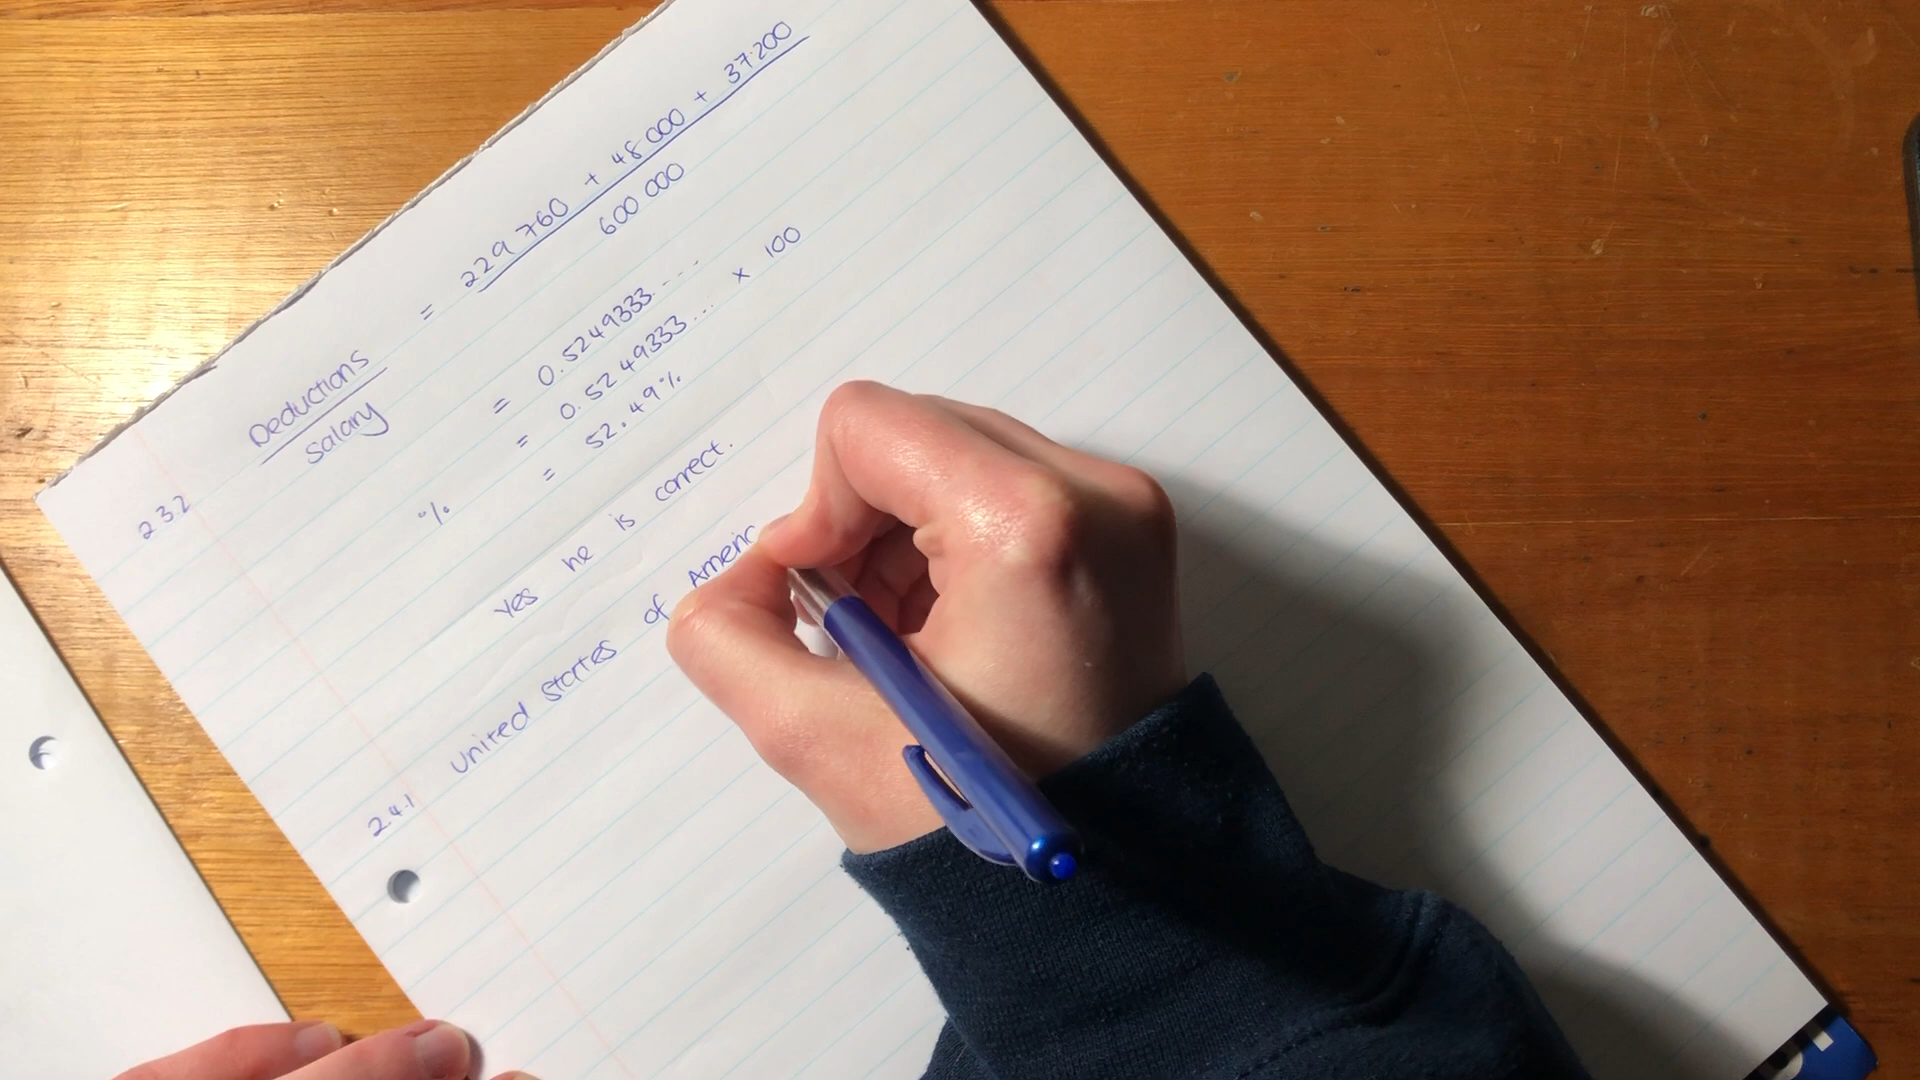 2.3.2 Deductions = 229 760 + 48 000 + 37 200
Salary 600 000
= 0.5249333...
% = 0.5249333... × 100
= 52.49%
Yes he is correct.
2.4.1 United States of Americ